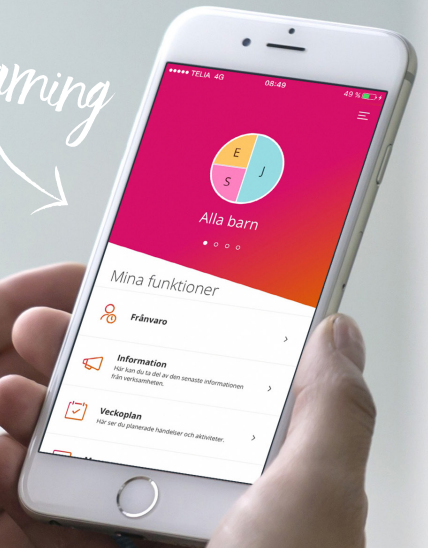 TELIA 4G 08:49 49 %
E
J
S
Alla barn
Mina funktioner
Frånvaro
Information
Här kan du ta del av den senaste informationen
från verksamheten.
Veckoplan
Här ser du planerade händelser och aktiviteter.